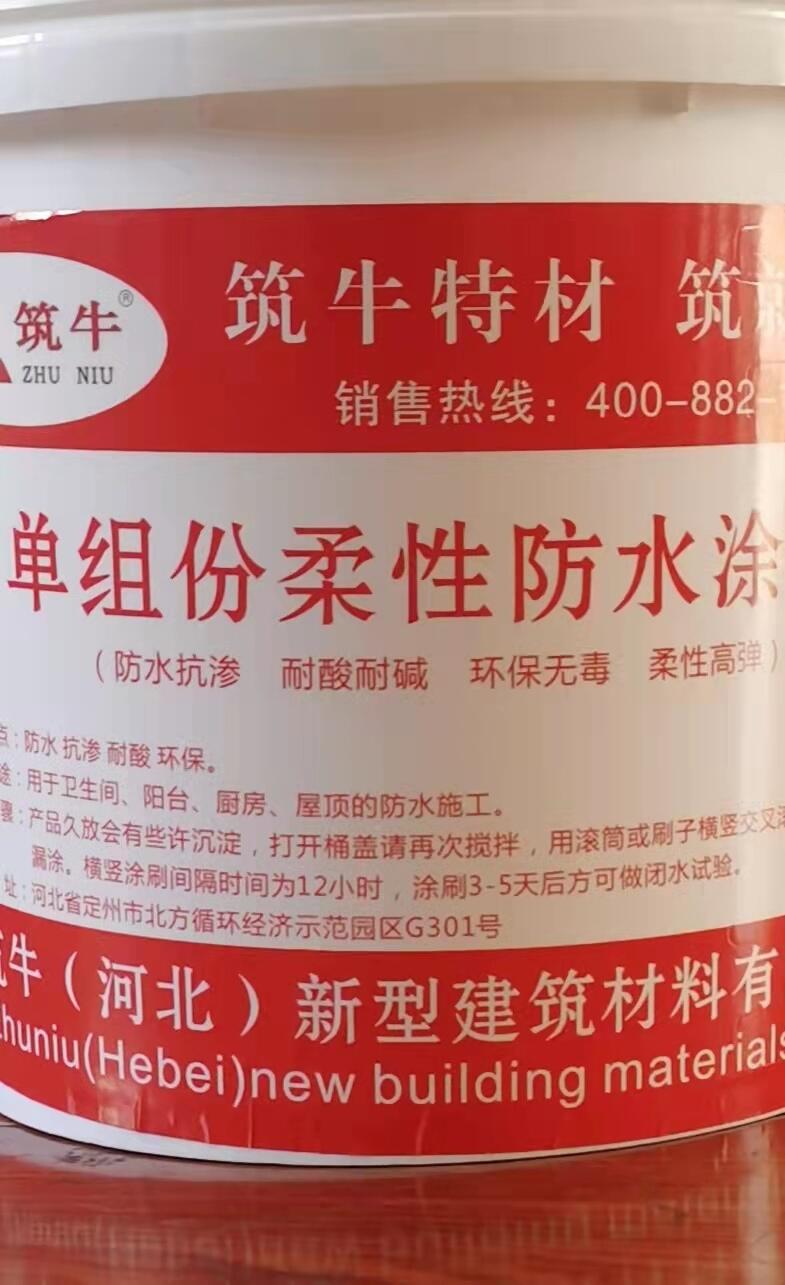 筑牛®
ZHU NIU
筑牛特材 筑
销售热线：400-882-
单组份柔性防水涂
（防水抗渗 耐酸耐碱 环保无毒 柔性高弹）
点：防水 抗渗 耐酸 环保。
途：用于卫生间、阳台、厨房、屋顶的防水施工。
骤：产品久放会有些许沉淀，打开桶盖请再次搅拌，用滚筒或刷子横竖交叉
漏涂。横竖涂刷间隔时间为12小时，涂刷3-5天后方可做闭水试验。
址：河北省定州市北方循环经济示范园区G301号
筑牛（河北）新型建筑材料有
Zhuniu(Hebei)new building materials